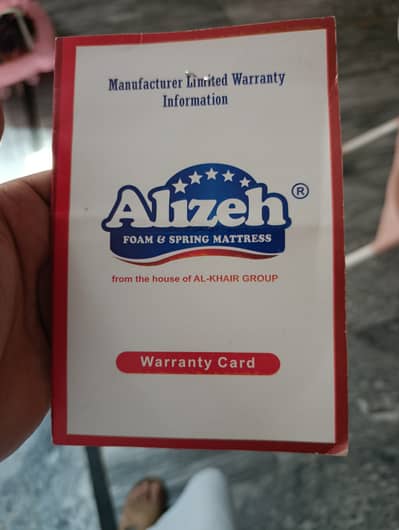 Manufacturer Limited Warranty
Information
Alizeh ®
FOAM & SPRING MATTRESS
from the house of AL-KHAIR GROUP
Warranty Card